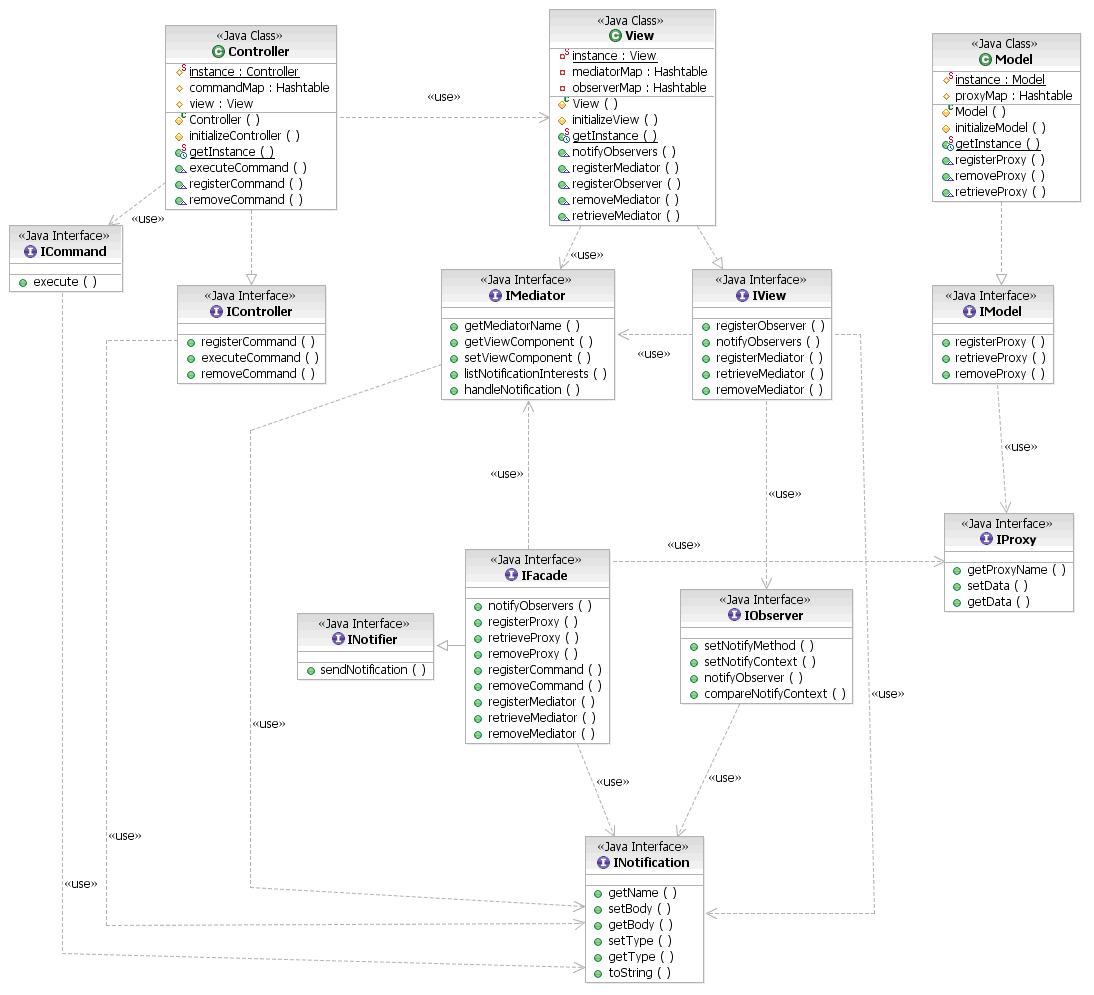 «Java Class»
Controller
instance : Controller
commandMap : Hashtable
view : View
Controller ( )
initializeController ( )
getInstance ( )
executeCommand ( )
registerCommand ( )
removeCommand ( )
«use»
«Java Class»
View
instance : View
mediatorMap : Hashtable
observerMap : Hashtable
View ( )
initializeView ( )
getInstance ( )
notifyObservers ( )
registerMediator ( )
registerObserver ( )
removeMediator ( )
retrieveMediator ( )
«Java Class»
Model
instance : Model
proxyMap : Hashtable
Model ( )
initializeModel ( )
getInstance ( )
registerProxy ( )
removeProxy ( )
retrieveProxy ( )
«use»
«Java Interface»
ICommand
execute ( )
«Java Interface»
IController
registerCommand ( )
executeCommand ( )
removeCommand ( )
«use»
«Java Interface»
IMediator
getMediatorName ( )
getViewComponent ( )
setViewComponent ( )
listNotificationInterests ( )
handleNotification ( )
«use»
«Java Interface»
IView
registerObserver ( )
notifyObservers ( )
registerMediator ( )
retrieveMediator ( )
removeMediator ( )
«Java Interface»
IModel
registerProxy ( )
retrieveProxy ( )
removeProxy ( )
«use»
«use»
«use»
«use»
«Java Interface»
IFacade
notifyObservers ( )
registerProxy ( )
retrieveProxy ( )
removeProxy ( )
registerCommand ( )
removeCommand ( )
registerMediator ( )
retrieveMediator ( )
removeMediator ( )
«Java Interface»
IProxy
getProxyName ( )
setData ( )
getData ( )
«Java Interface»
INotifier
sendNotification ( )
«Java Interface»
IObserver
setNotifyMethod ( )
setNotifyContext ( )
notifyObserver ( )
compareNotifyContext ( )
«use»
«use»
«use»
«use»
«use»
«use»
«Java Interface»
INotification
getName ( )
setBody ( )
getBody ( )
setType ( )
getType ( )
toString ( )